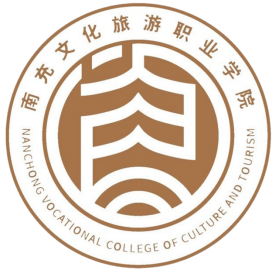 南充文化旅游职业学院
NANCHONG VOCATIONAL COLLEGE OF CULTURE AND TOURISM